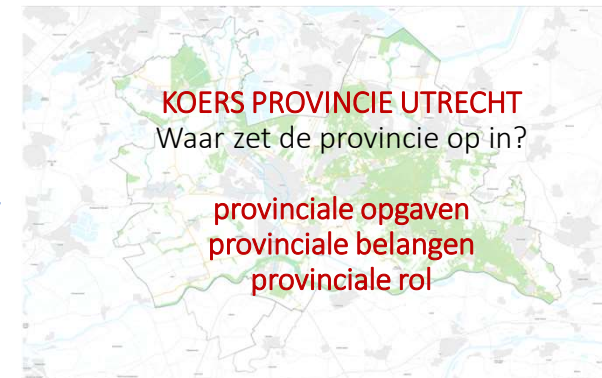 KOERS PROVINCIE UTRECHT
Waar zet de provincie op in?
provinciale opgaven
provinciale belangen
provinciale rol